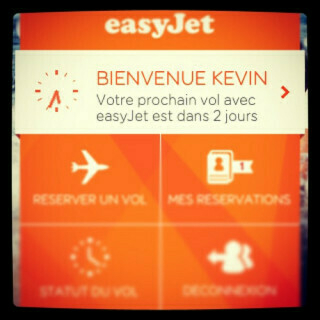 easyJet
BIENVENUE KEVIN
Votre prochain vol avec
easyJet est dans 2 jours
1
RESERVER UN VOL
MES RESERVATIONS
STATUT DU VOL
DECONNEXION